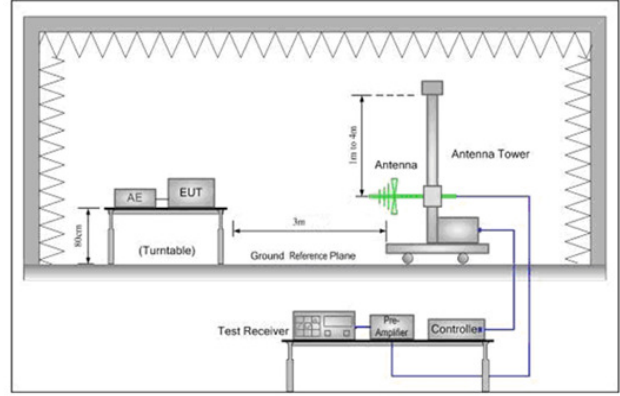 1m to 4m
Antenna
Antenna Tower
AE
EUT
80cm
3m
(Turntable)
Ground Reference Plane
Test Receiver
Pre-
Amplifier
Controller